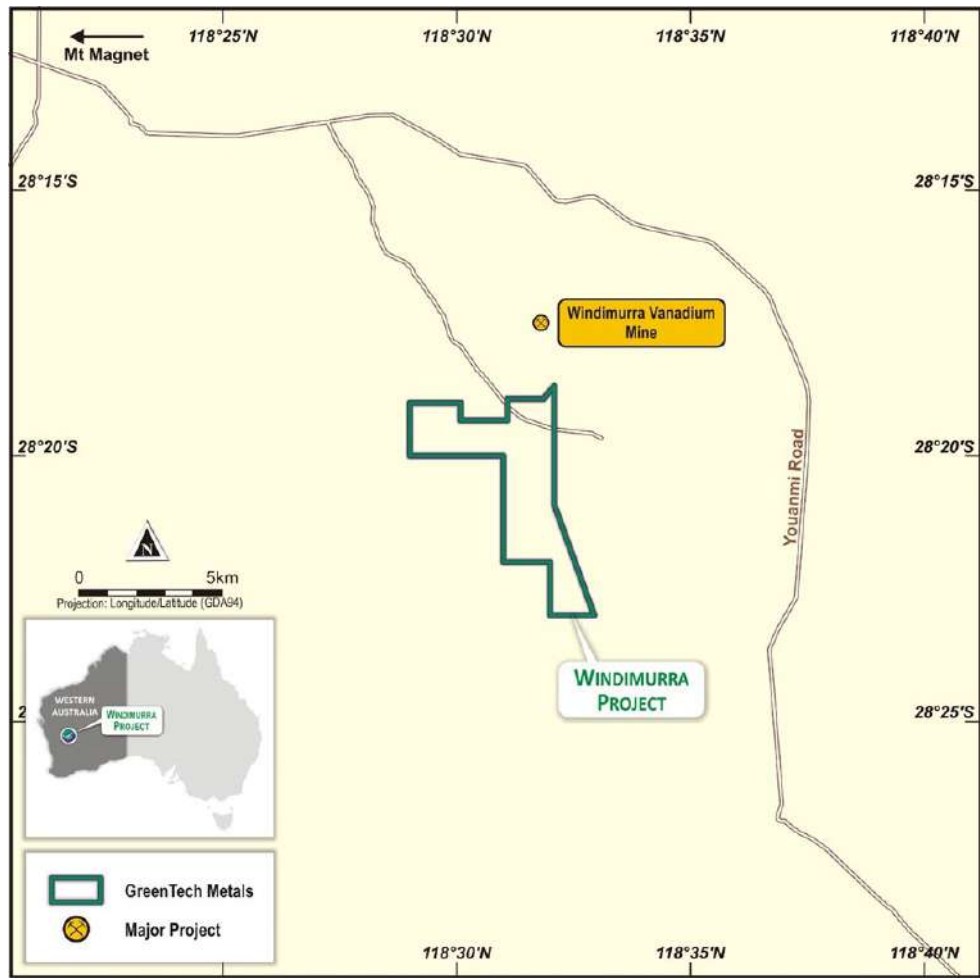 118°25'N
118°30'N
118°35'N
118°40'N
Mt Magnet
28°15'S
28°15'S
Windimurra Vanadium
Mine
28°20'S
28°20'S
Youanmi Road
N
0
5km
Projection: Longitude/Latitude (GDA94)
WINDIMURRA
PROJECT
WESTERN
AUSTRALIA
WINDIMURRA
PROJECT
28°25'S
GreenTech Metals
Major Project
118°30'N
118°35'N
118°40'N